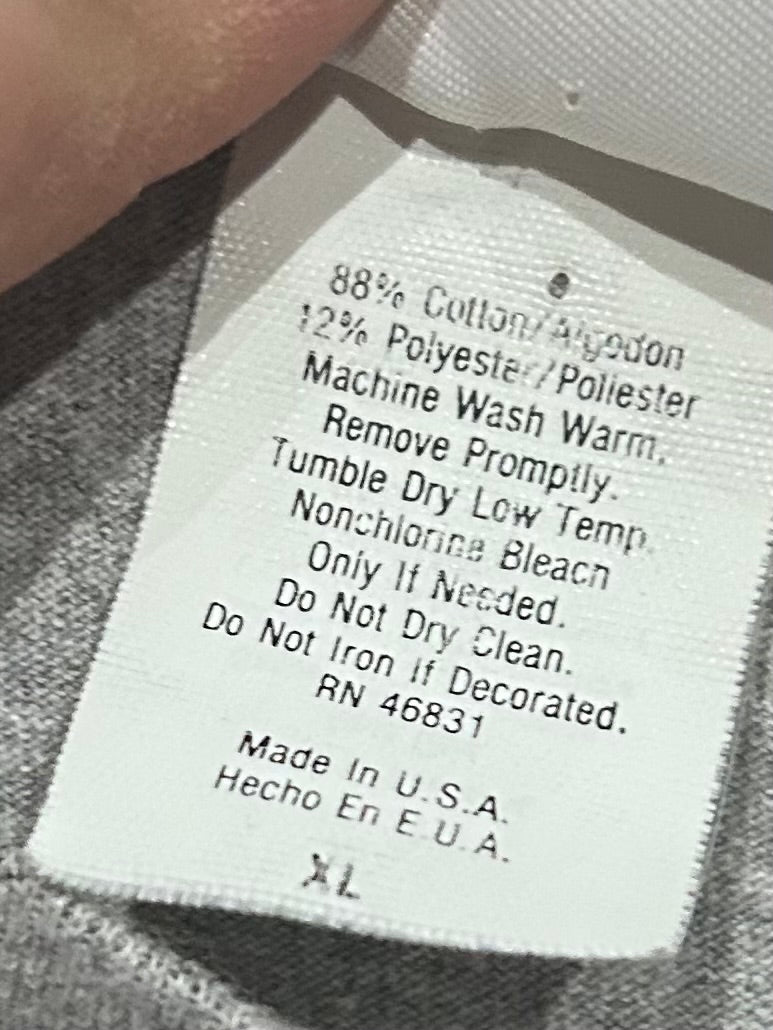 88% Cotton/Algodon
12% Polyester/Poliester
Machine Wash Warm.
Remove Promptly.
Tumble Dry Low Temp.
Nonchlorine Bleach
Only If Needed.
Do Not Dry Clean.
Do Not Iron if Decorated.
RN 46831
Made In U.S.A.
Hecho En E.U.A.
XL